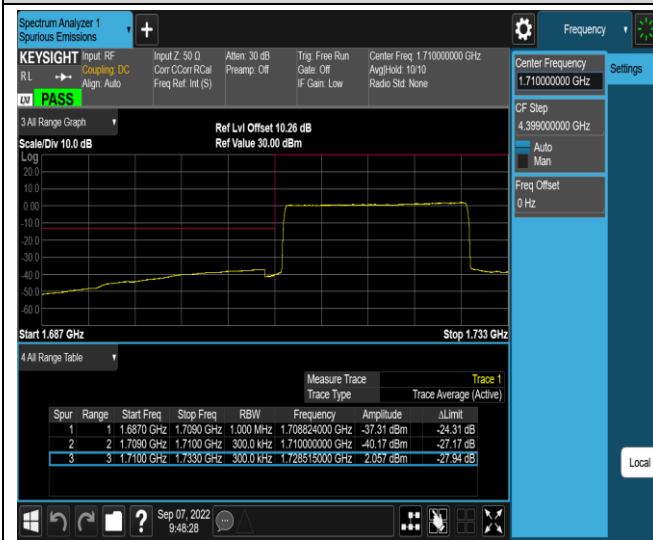 Spectrum Analyzer 1
Spurious Emissions
+
Frequency
KEYSIGHT Input: RF Input Z: 50 Ω Atten: 30 dB Trig: Free Run Center Freq: 1.710000000 GHz
RL Coupling: DC Corr CCorr RCal Preamp: Off Gate: Off Avg|Hold: 10/10
Align: Auto Freq Ref: Int (S) IF Gain: Low Radio Std: None
LXI PASS
Center Frequency
1.710000000 GHz
Settings
CF Step
4.399000000 GHz
Auto
Man
Freq Offset
0 Hz
3 All Range Graph
Ref Lvl Offset 10.26 dB
Scale/Div 10.0 dB Ref Value 30.00 dBm
Log
20.0
10.0
0.00
-10.0
-20.0
-30.0
-40.0
-50.0
-60.0
Start 1.687 GHz Stop 1.733 GHz
4 All Range Table
Measure Trace Trace 1
Trace Type Trace Average (Active)
Spur Range Start Freq Stop Freq RBW Frequency Amplitude ΔLimit
1 1 1.6870 GHz 1.7090 GHz 1.000 MHz 1.708824000 GHz -37.31 dBm -24.31 dB
2 2 1.7090 GHz 1.7100 GHz 300.0 kHz 1.710000000 GHz -40.17 dBm -27.17 dB
3 3 1.7100 GHz 1.7330 GHz 300.0 kHz 1.728515000 GHz 2.057 dBm -27.94 dB
Local
? Sep 07, 2022
9:48:28